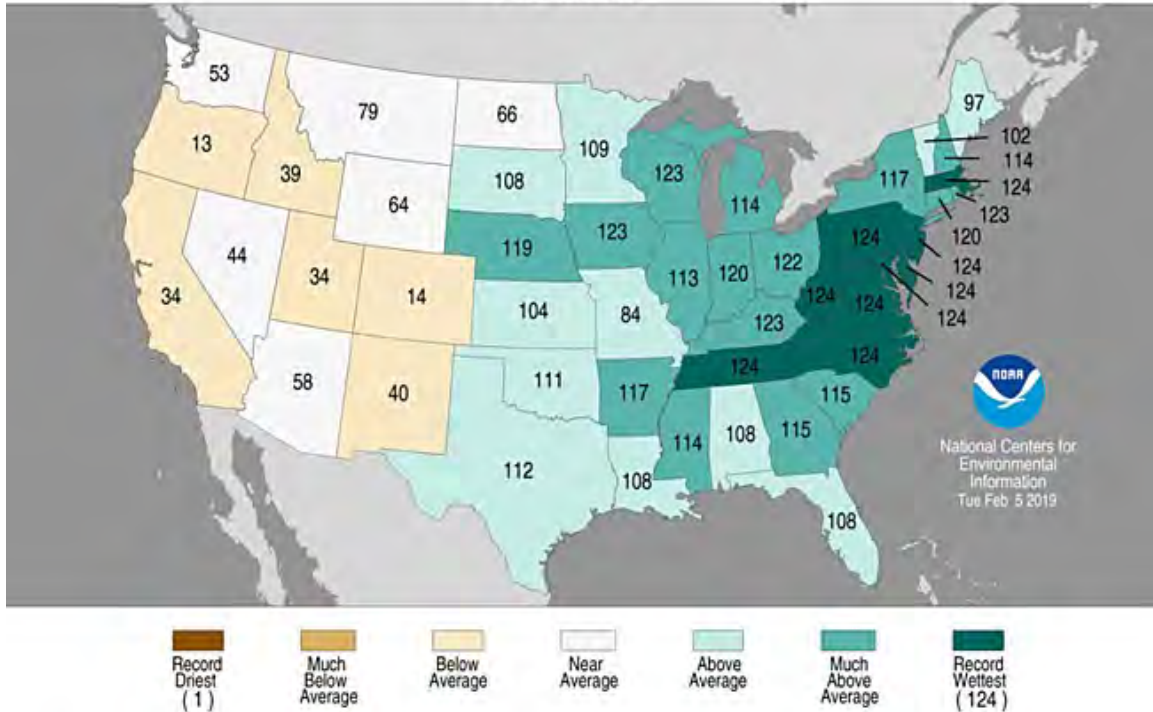 53
79
66
109
97
13
39
108
123
114
117
102
114
124
123
120
124
124
124
64
119
123
44
34
14
34
104
84
113
120
122
124
124
124
123
58
40
111
117
124
124
115
112
108
114
108
115
108
NOAA
National Centers for
Environmental
Information
Tue Feb 5 2019
Record
Driest
( 1 )
Much
Below
Average
Below
Average
Near
Average
Above
Average
Much
Above
Average
Record
Wettest
( 124 )